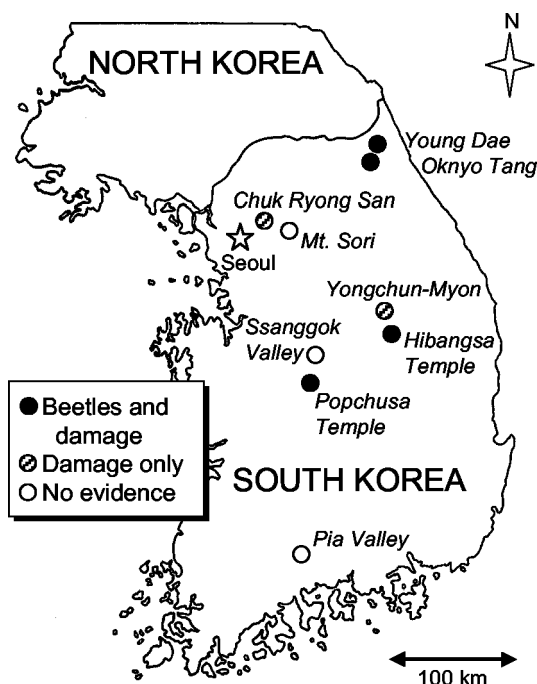 N
NORTH KOREA
Young Dae
Oknyo Tang
Chuk Ryong San
Mt. Sori
Seoul
Yongchun-Myon
Ssanggok
Valley
Hibangsa
Temple
Popchusa
Temple
Beetles and
damage
Damage only
No evidence
SOUTH KOREA
Pia Valley
100 km